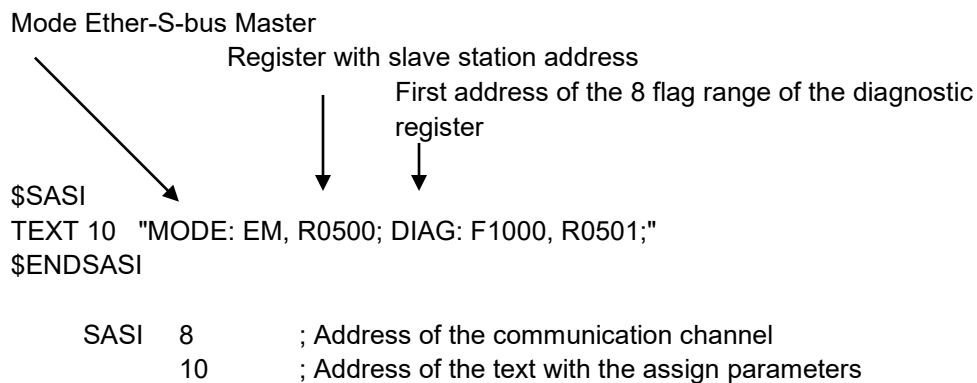 Mode Ether-S-bus Master
Register with slave station address
First address of the 8 flag range of the diagnostic
register
$SASI
TEXT 10 "MODE: EM, R0500; DIAG: F1000, R0501;"
$ENDSASI
SASI 8 ; Address of the communication channel
10 ; Address of the text with the assign parameters